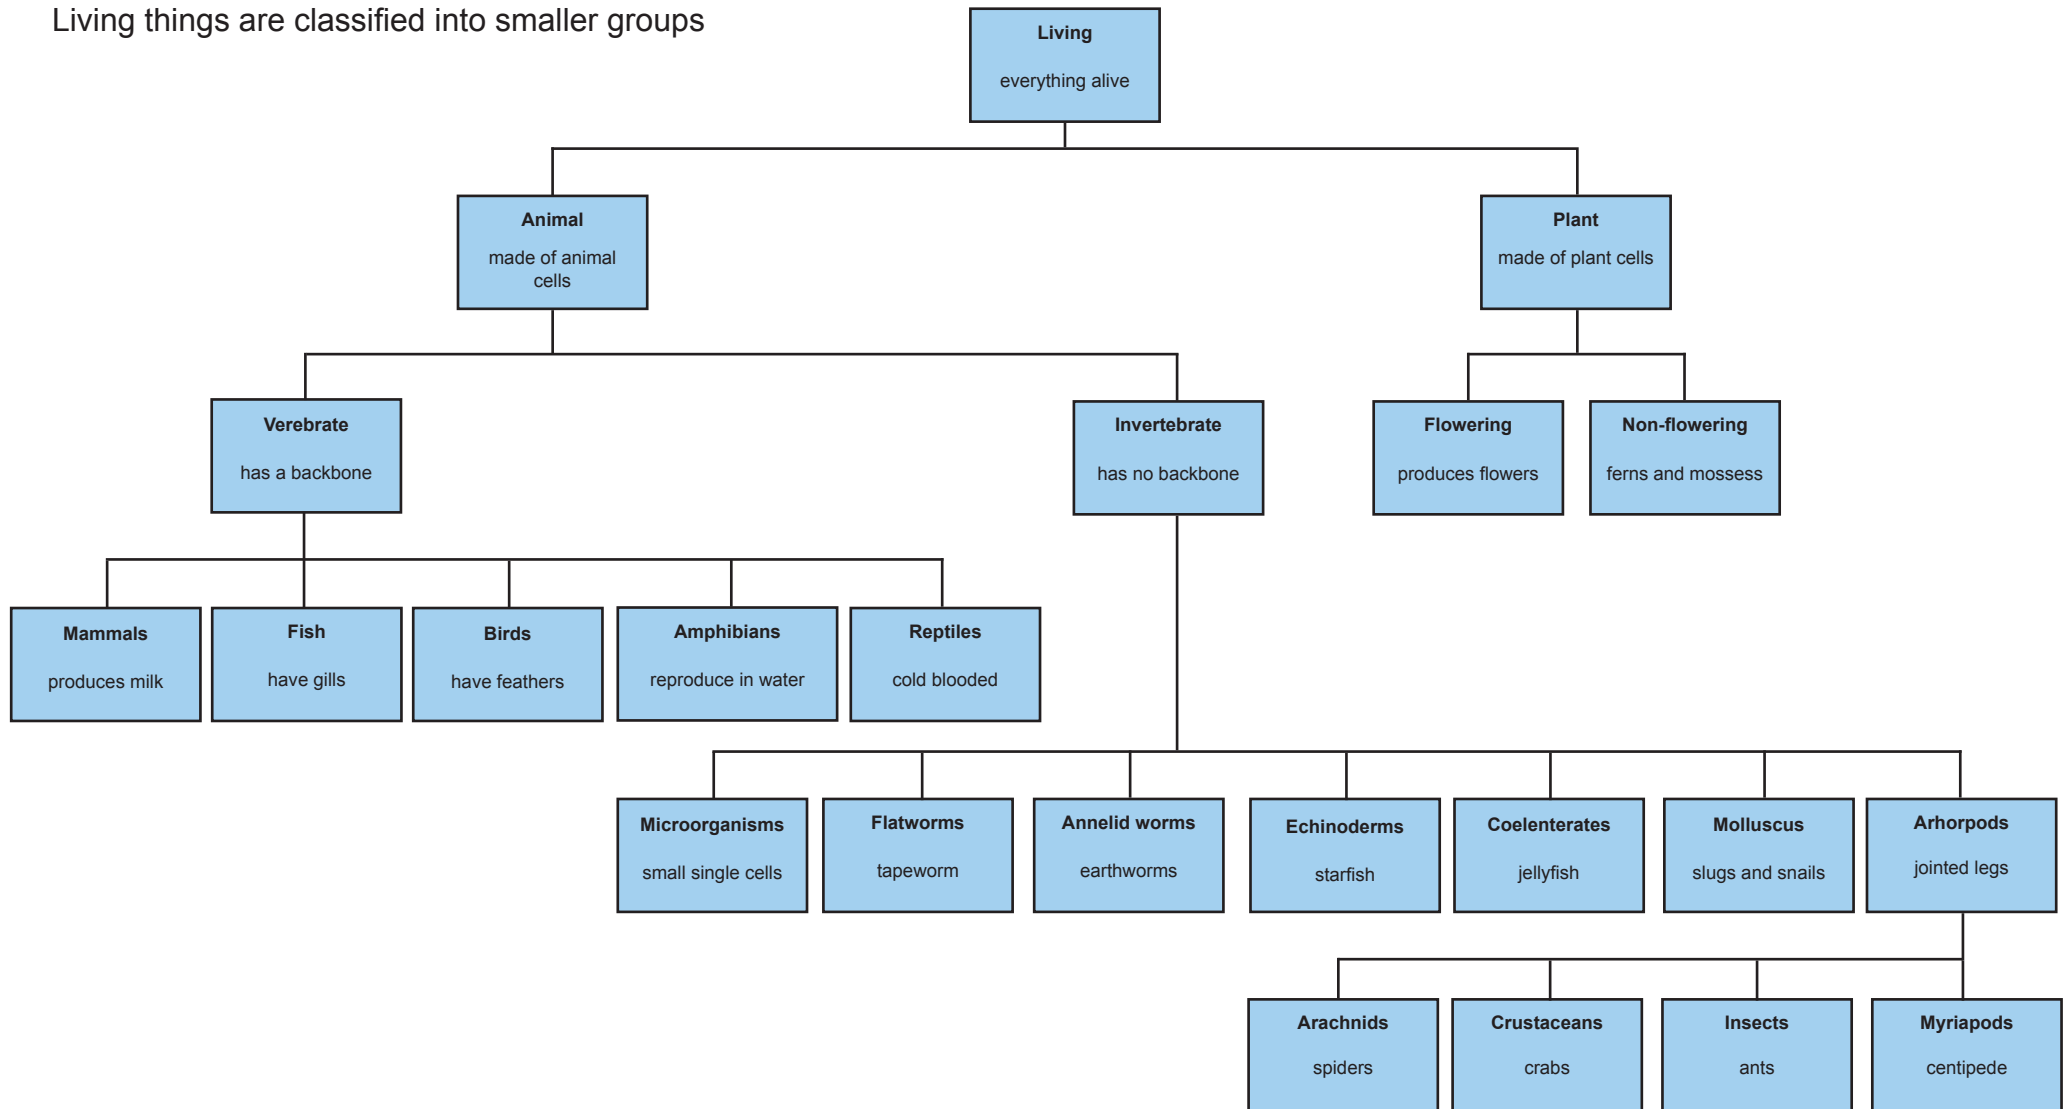 Living things are classified into smaller groups
Living
everything alive
Animal
made of animal
cells
Plant
made of plant cells
Verebrate
has a backbone
Invertebrate
has no backbone
Flowering
produces flowers
Non-flowering
ferns and mossess
Mammals
produces milk
Fish
have gills
Birds
have feathers
Amphibians
reproduce in water
Reptiles
cold blooded
Microorganisms
small single cells
Flatworms
tapeworm
Annelid worms
earthworms
Echinoderms
starfish
Coelenterates
jellyfish
Molluscus
slugs and snails
Arhorpods
jointed legs
Arachnids
spiders
Crustaceans
crabs
Insects
ants
Myriapods
centipede